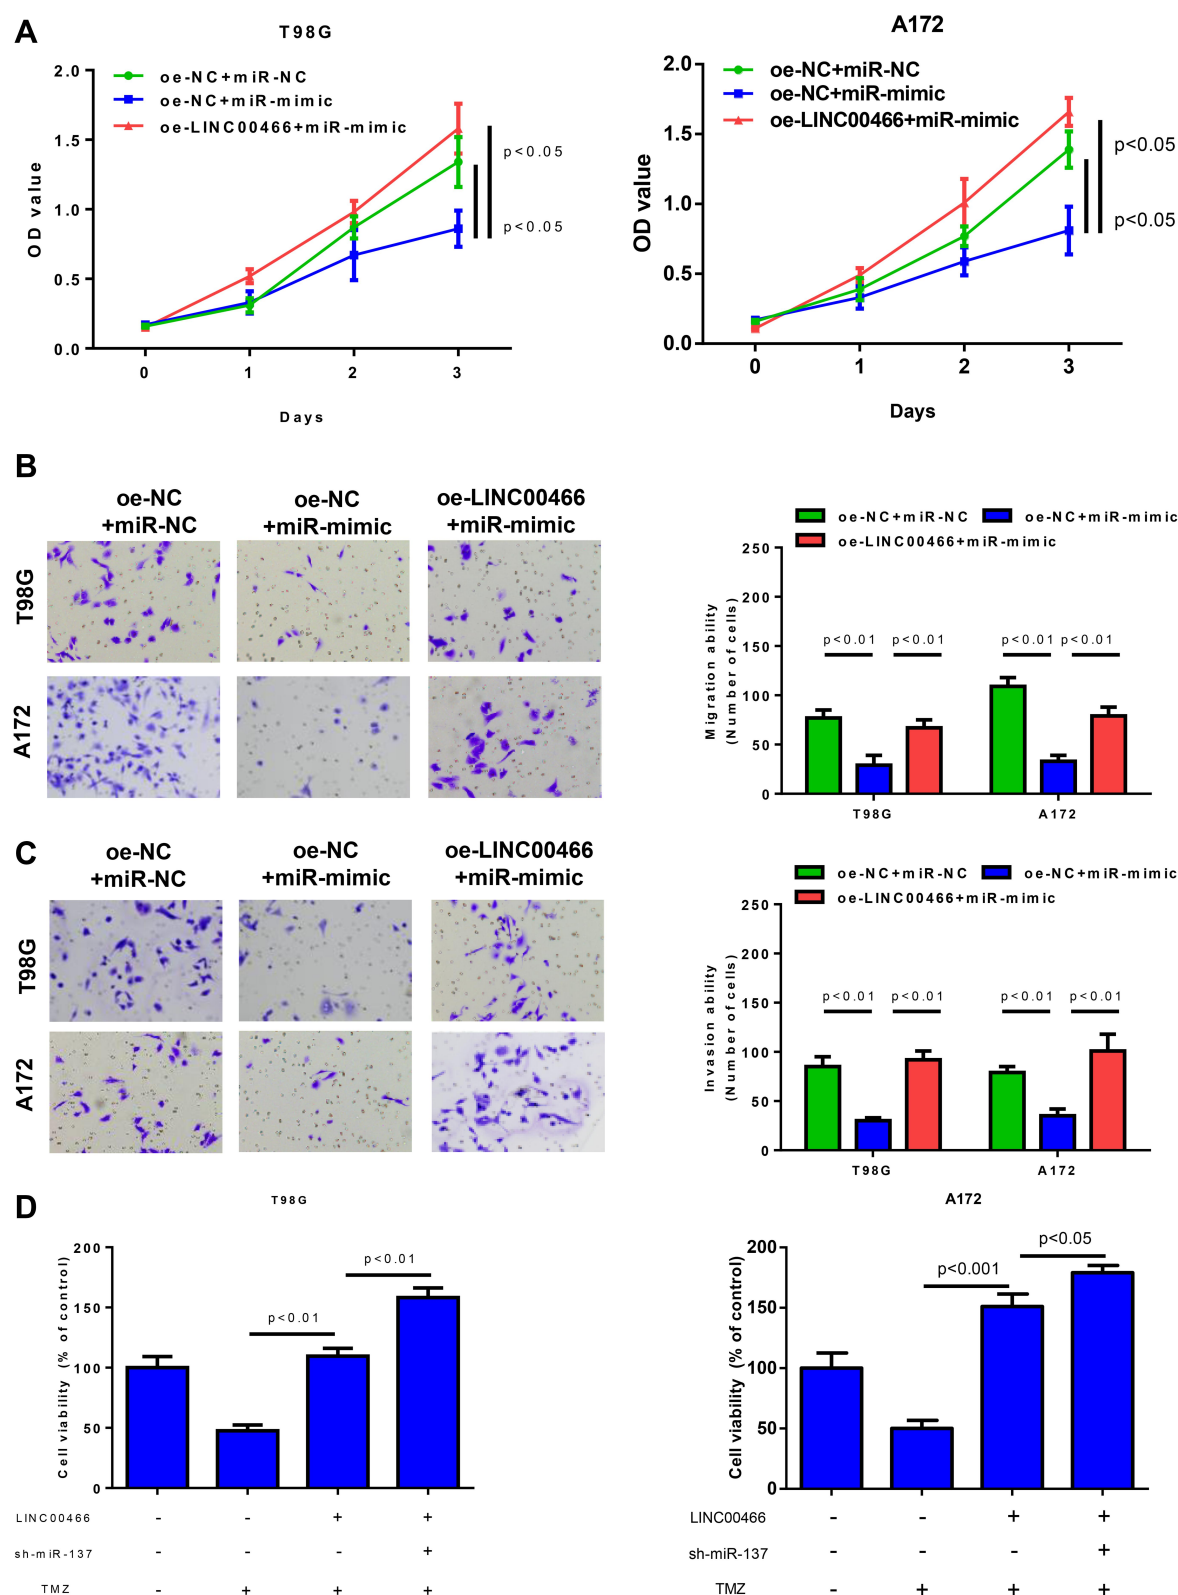 A
T98G
2.0
1.5
1.0
0.5
0.0
OD value
oe-NC+miR-NC
oe-NC+miR-mimic
oe-LINC00466+miR-mimic
p<0.05
p<0.05
0 1 2 3
Days
A172
2.0
1.5
1.0
0.5
0.0
OD value
oe-NC+miR-NC
oe-NC+miR-mimic
oe-LINC00466+miR-mimic
p<0.05
p<0.05
0 1 2 3
Days
B
oe-NC
+miR-NC
oe-NC
+miR-mimic
oe-LINC00466
+miR-mimic
T98G
A172
oe-NC+miR-NC oe-NC+miR-mimic
oe-LINC00466+miR-mimic
250
200
150
100
50
0
Migration ability
(Number of cells)
p<0.01 p<0.01 p<0.01 p<0.01
T98G A172
C
oe-NC
+miR-NC
oe-NC
+miR-mimic
oe-LINC00466
+miR-mimic
T98G
A172
oe-NC+miR-NC oe-NC+miR-mimic
oe-LINC00466+miR-mimic
250
200
150
100
50
0
Invasion ability
(Number of cells)
p<0.01 p<0.01 p<0.01 p<0.01
T98G A172
D
T98G
200
150
100
50
0
Cell viability (% of control)
p<0.01
p<0.01
LINC00466 - - + +
sh-miR-137 - - - +
TMZ - + + +
A172
200
150
100
50
0
Cell viability (% of control)
p<0.001
p<0.05
LINC00466 - - + +
sh-miR-137 - - - +
TMZ - + + +